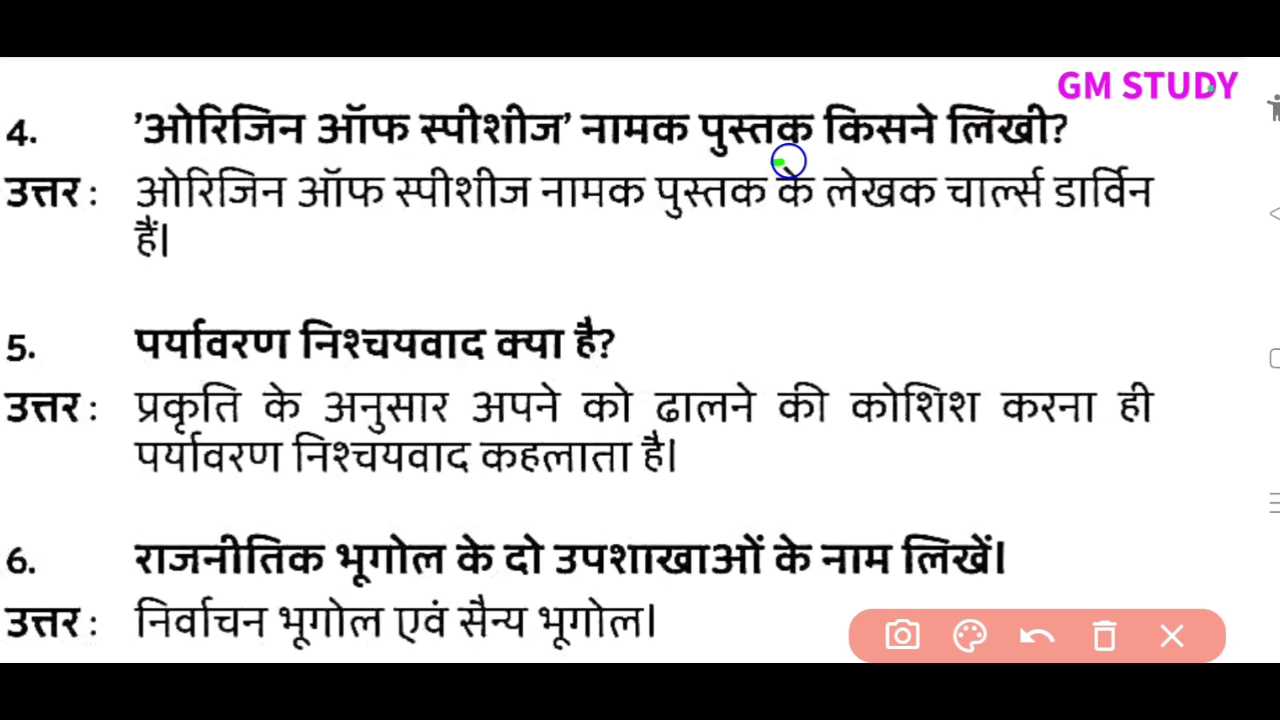 GM STUDY
4. 'ओरिजिन ऑफ स्पीशीज' नामक पुस्तक किसने लिखी?
उत्तर : ओरिजिन ऑफ स्पीशीज नामक पुस्तक के लेखक चार्ल्स डार्विन
हैं।
5. पर्यावरण निश्चयवाद क्या है?
उत्तर : प्रकृति के अनुसार अपने को ढालने की कोशिश करना ही
पर्यावरण निश्चयवाद कहलाता है।
6. राजनीतिक भूगोल के दो उपशाखाओं के नाम लिखें।
उत्तर : निर्वाचन भूगोल एवं सैन्य भूगोल।